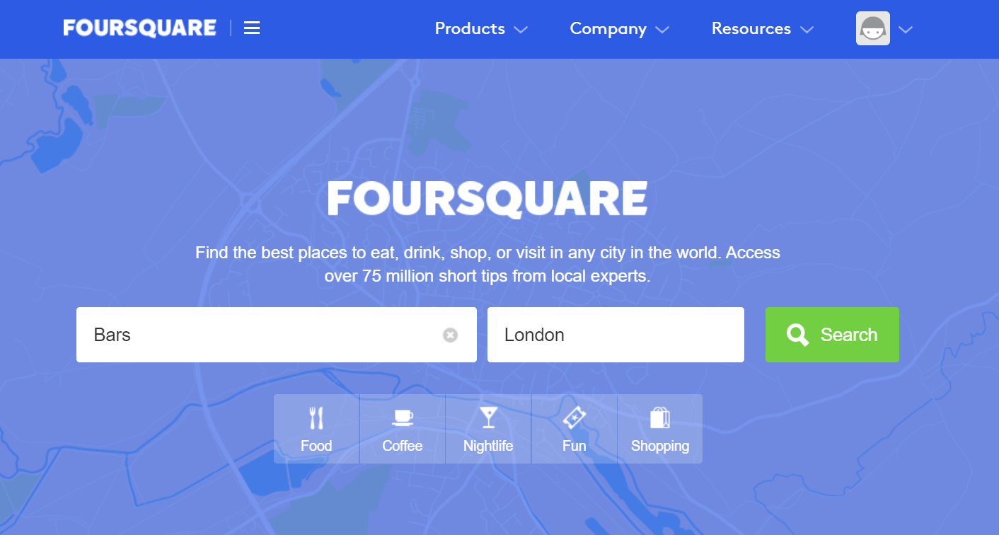 FOURSQUARE Products Company Resources
FOURSQUARE
Find the best places to eat, drink, shop, or visit in any city in the world. Access
over 75 million short tips from local experts.
Bars London Search
Food Coffee Nightlife Fun Shopping